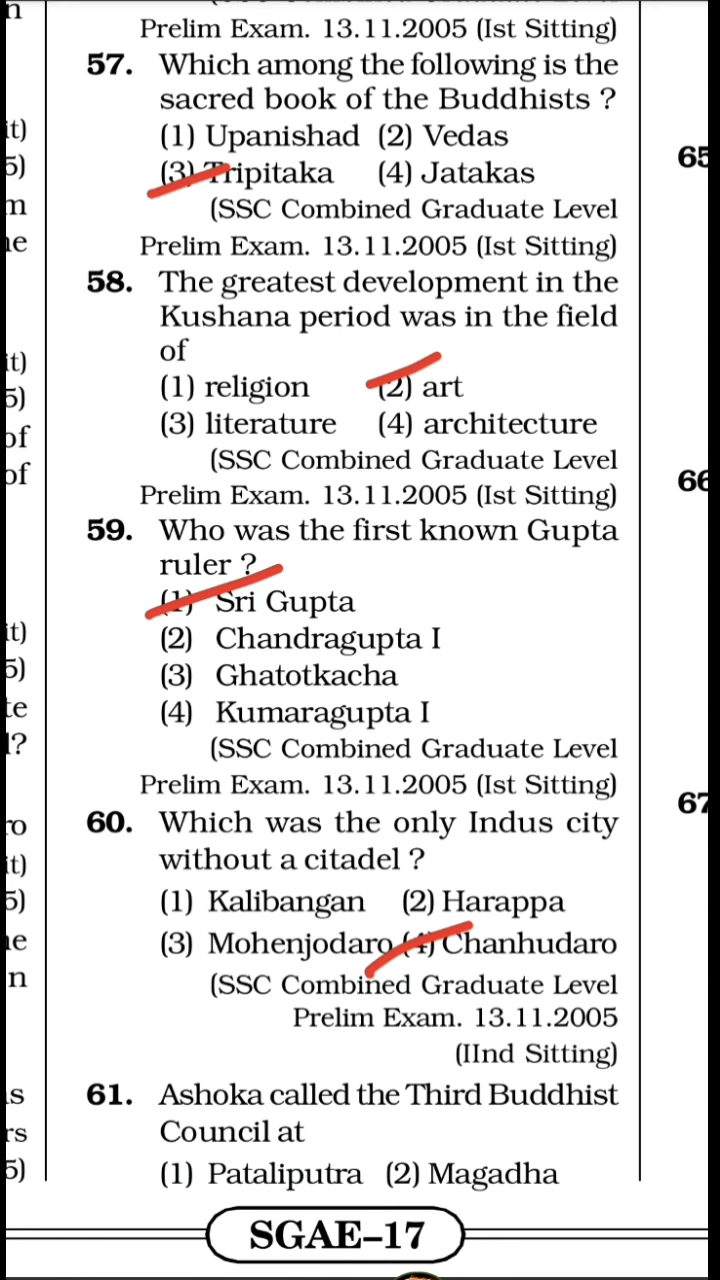 Prelim Exam. 13.11.2005 (Ist Sitting)
57. Which among the following is the
sacred book of the Buddhists ?
(1) Upanishad (2) Vedas
(3) Tripitaka (4) Jatakas
(SSC Combined Graduate Level
Prelim Exam. 13.11.2005 (Ist Sitting)
58. The greatest development in the
Kushana period was in the field
of
(1) religion (2) art
(3) literature (4) architecture
(SSC Combined Graduate Level
Prelim Exam. 13.11.2005 (Ist Sitting)
59. Who was the first known Gupta
ruler ?
(1) Sri Gupta
(2) Chandragupta I
(3) Ghatotkacha
(4) Kumaragupta I
(SSC Combined Graduate Level
Prelim Exam. 13.11.2005 (Ist Sitting)
60. Which was the only Indus city
without a citadel ?
(1) Kalibangan (2) Harappa
(3) Mohenjodaro (4) Chanhudaro
(SSC Combined Graduate Level
Prelim Exam. 13.11.2005
(IInd Sitting)
61. Ashoka called the Third Buddhist
Council at
(1) Pataliputra (2) Magadha
SGAE–17